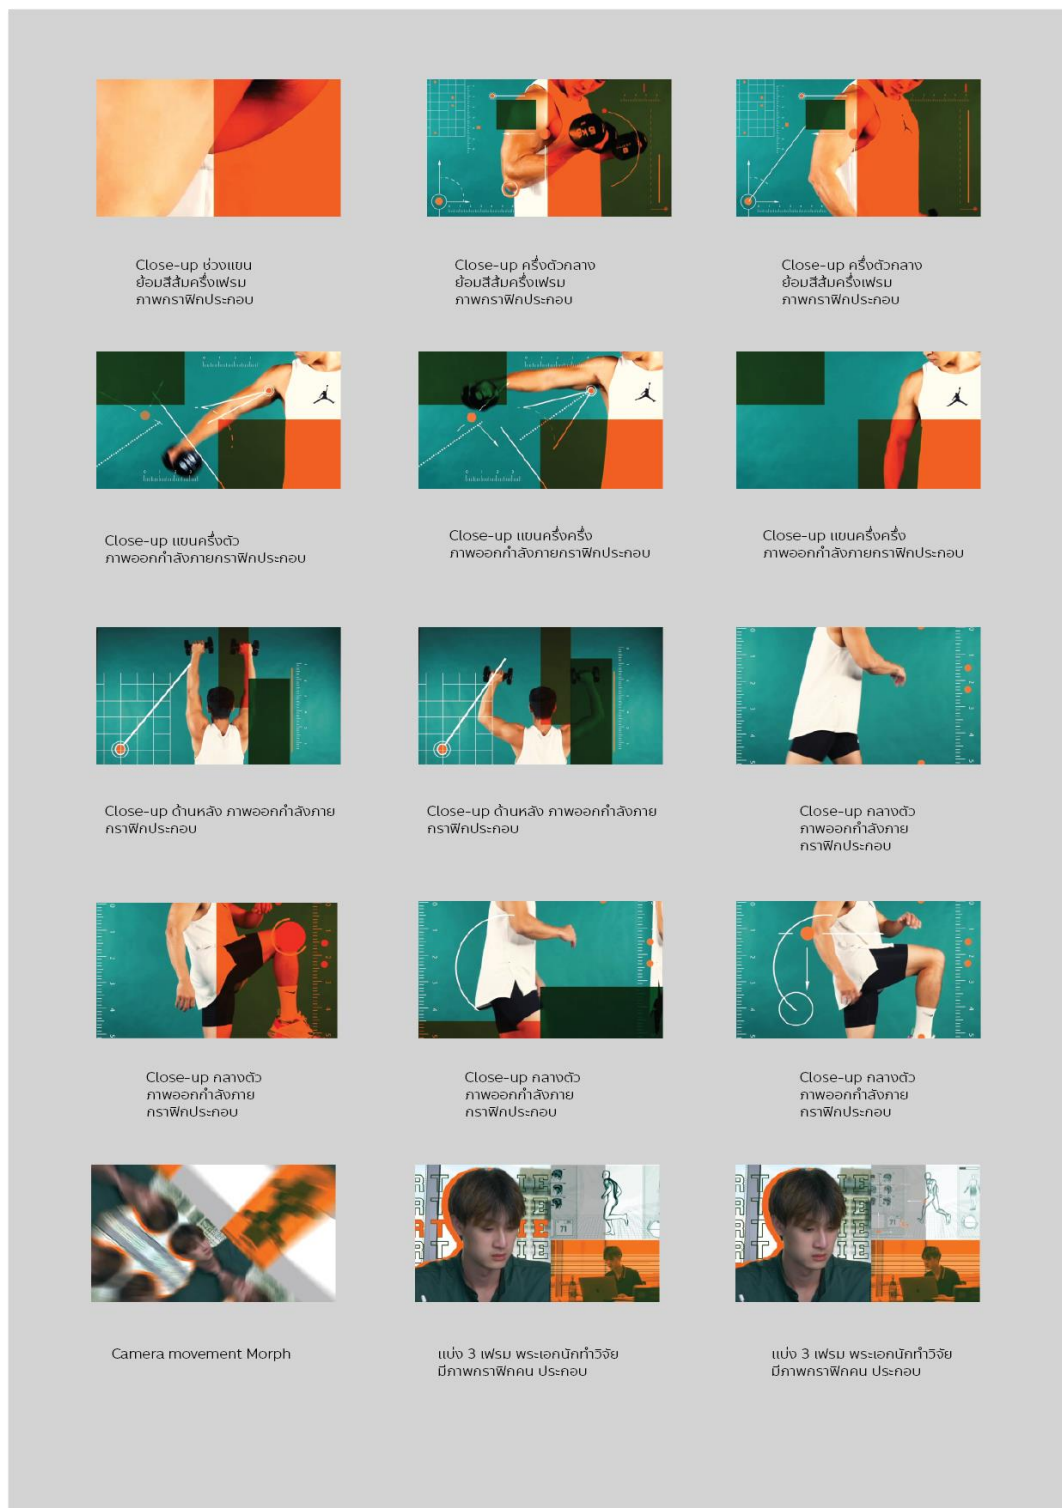 Close-up ช่วงแขน
ย้อมสีส้มครึ่งเฟรม
ภาพกราฟิกประกอบ
Close-up ครึ่งตัวกลาง
ย้อมสีส้มครึ่งเฟรม
ภาพกราฟิกประกอบ
Close-up ครึ่งตัวกลาง
ย้อมสีส้มครึ่งเฟรม
ภาพกราฟิกประกอบ
Close-up แขนครึ่งตัว
ภาพออกกำลังกายกราฟิกประกอบ
Close-up แขนครึ่งครึ่ง
ภาพออกกำลังกายกราฟิกประกอบ
Close-up แขนครึ่งครึ่ง
ภาพออกกำลังกายกราฟิกประกอบ
Close-up ด้านหลัง ภาพออกกำลังกาย
กราฟิกประกอบ
Close-up ด้านหลัง ภาพออกกำลังกาย
กราฟิกประกอบ
Close-up กลางตัว
ภาพออกกำลังกาย
กราฟิกประกอบ
Close-up กลางตัว
ภาพออกกำลังกาย
กราฟิกประกอบ
Close-up กลางตัว
ภาพออกกำลังกาย
กราฟิกประกอบ
Close-up กลางตัว
ภาพออกกำลังกาย
กราฟิกประกอบ
Camera movement Morph
แบ่ง 3 เฟรม พระเอกนักทำวิจัย
มีภาพกราฟิกคน ประกอบ
แบ่ง 3 เฟรม พระเอกนักทำวิจัย
มีภาพกราฟิกคน ประกอบ